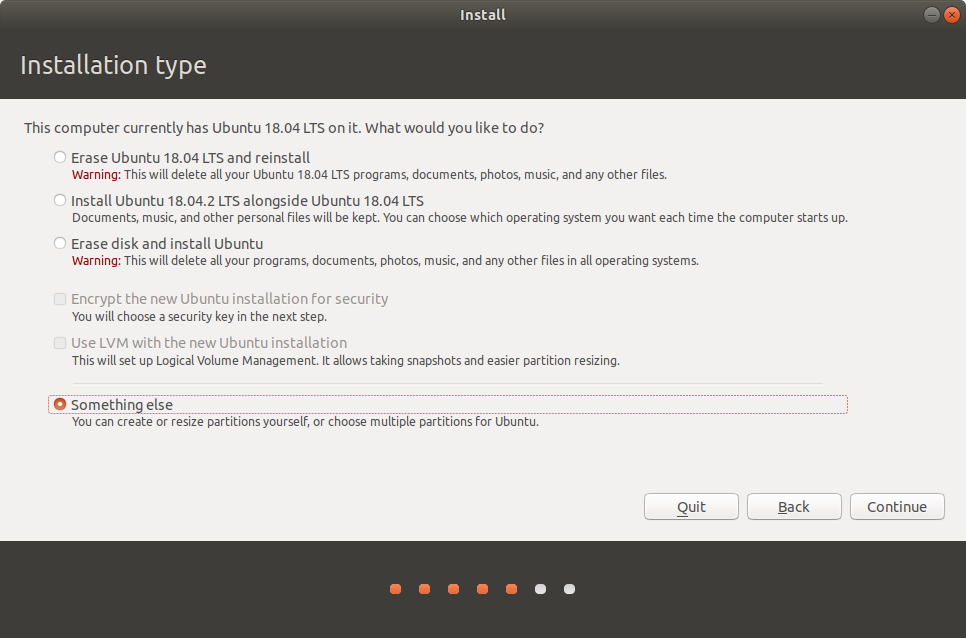 Install
Installation type
This computer currently has Ubuntu 18.04 LTS on it. What would you like to do?
Erase Ubuntu 18.04 LTS and reinstall
Warning: This will delete all your Ubuntu 18.04 LTS programs, documents, photos, music, and any other files.
Install Ubuntu 18.04.2 LTS alongside Ubuntu 18.04 LTS
Documents, music, and other personal files will be kept. You can choose which operating system you want each time the computer starts up.
Erase disk and install Ubuntu
Warning: This will delete all your programs, documents, photos, music, and any other files in all operating systems.
Encrypt the new Ubuntu installation for security
You will choose a security key in the next step.
Use LVM with the new Ubuntu installation
This will set up Logical Volume Management. It allows taking snapshots and easier partition resizing.
Something else
You can create or resize partitions yourself, or choose multiple partitions for Ubuntu.
Quit Back Continue